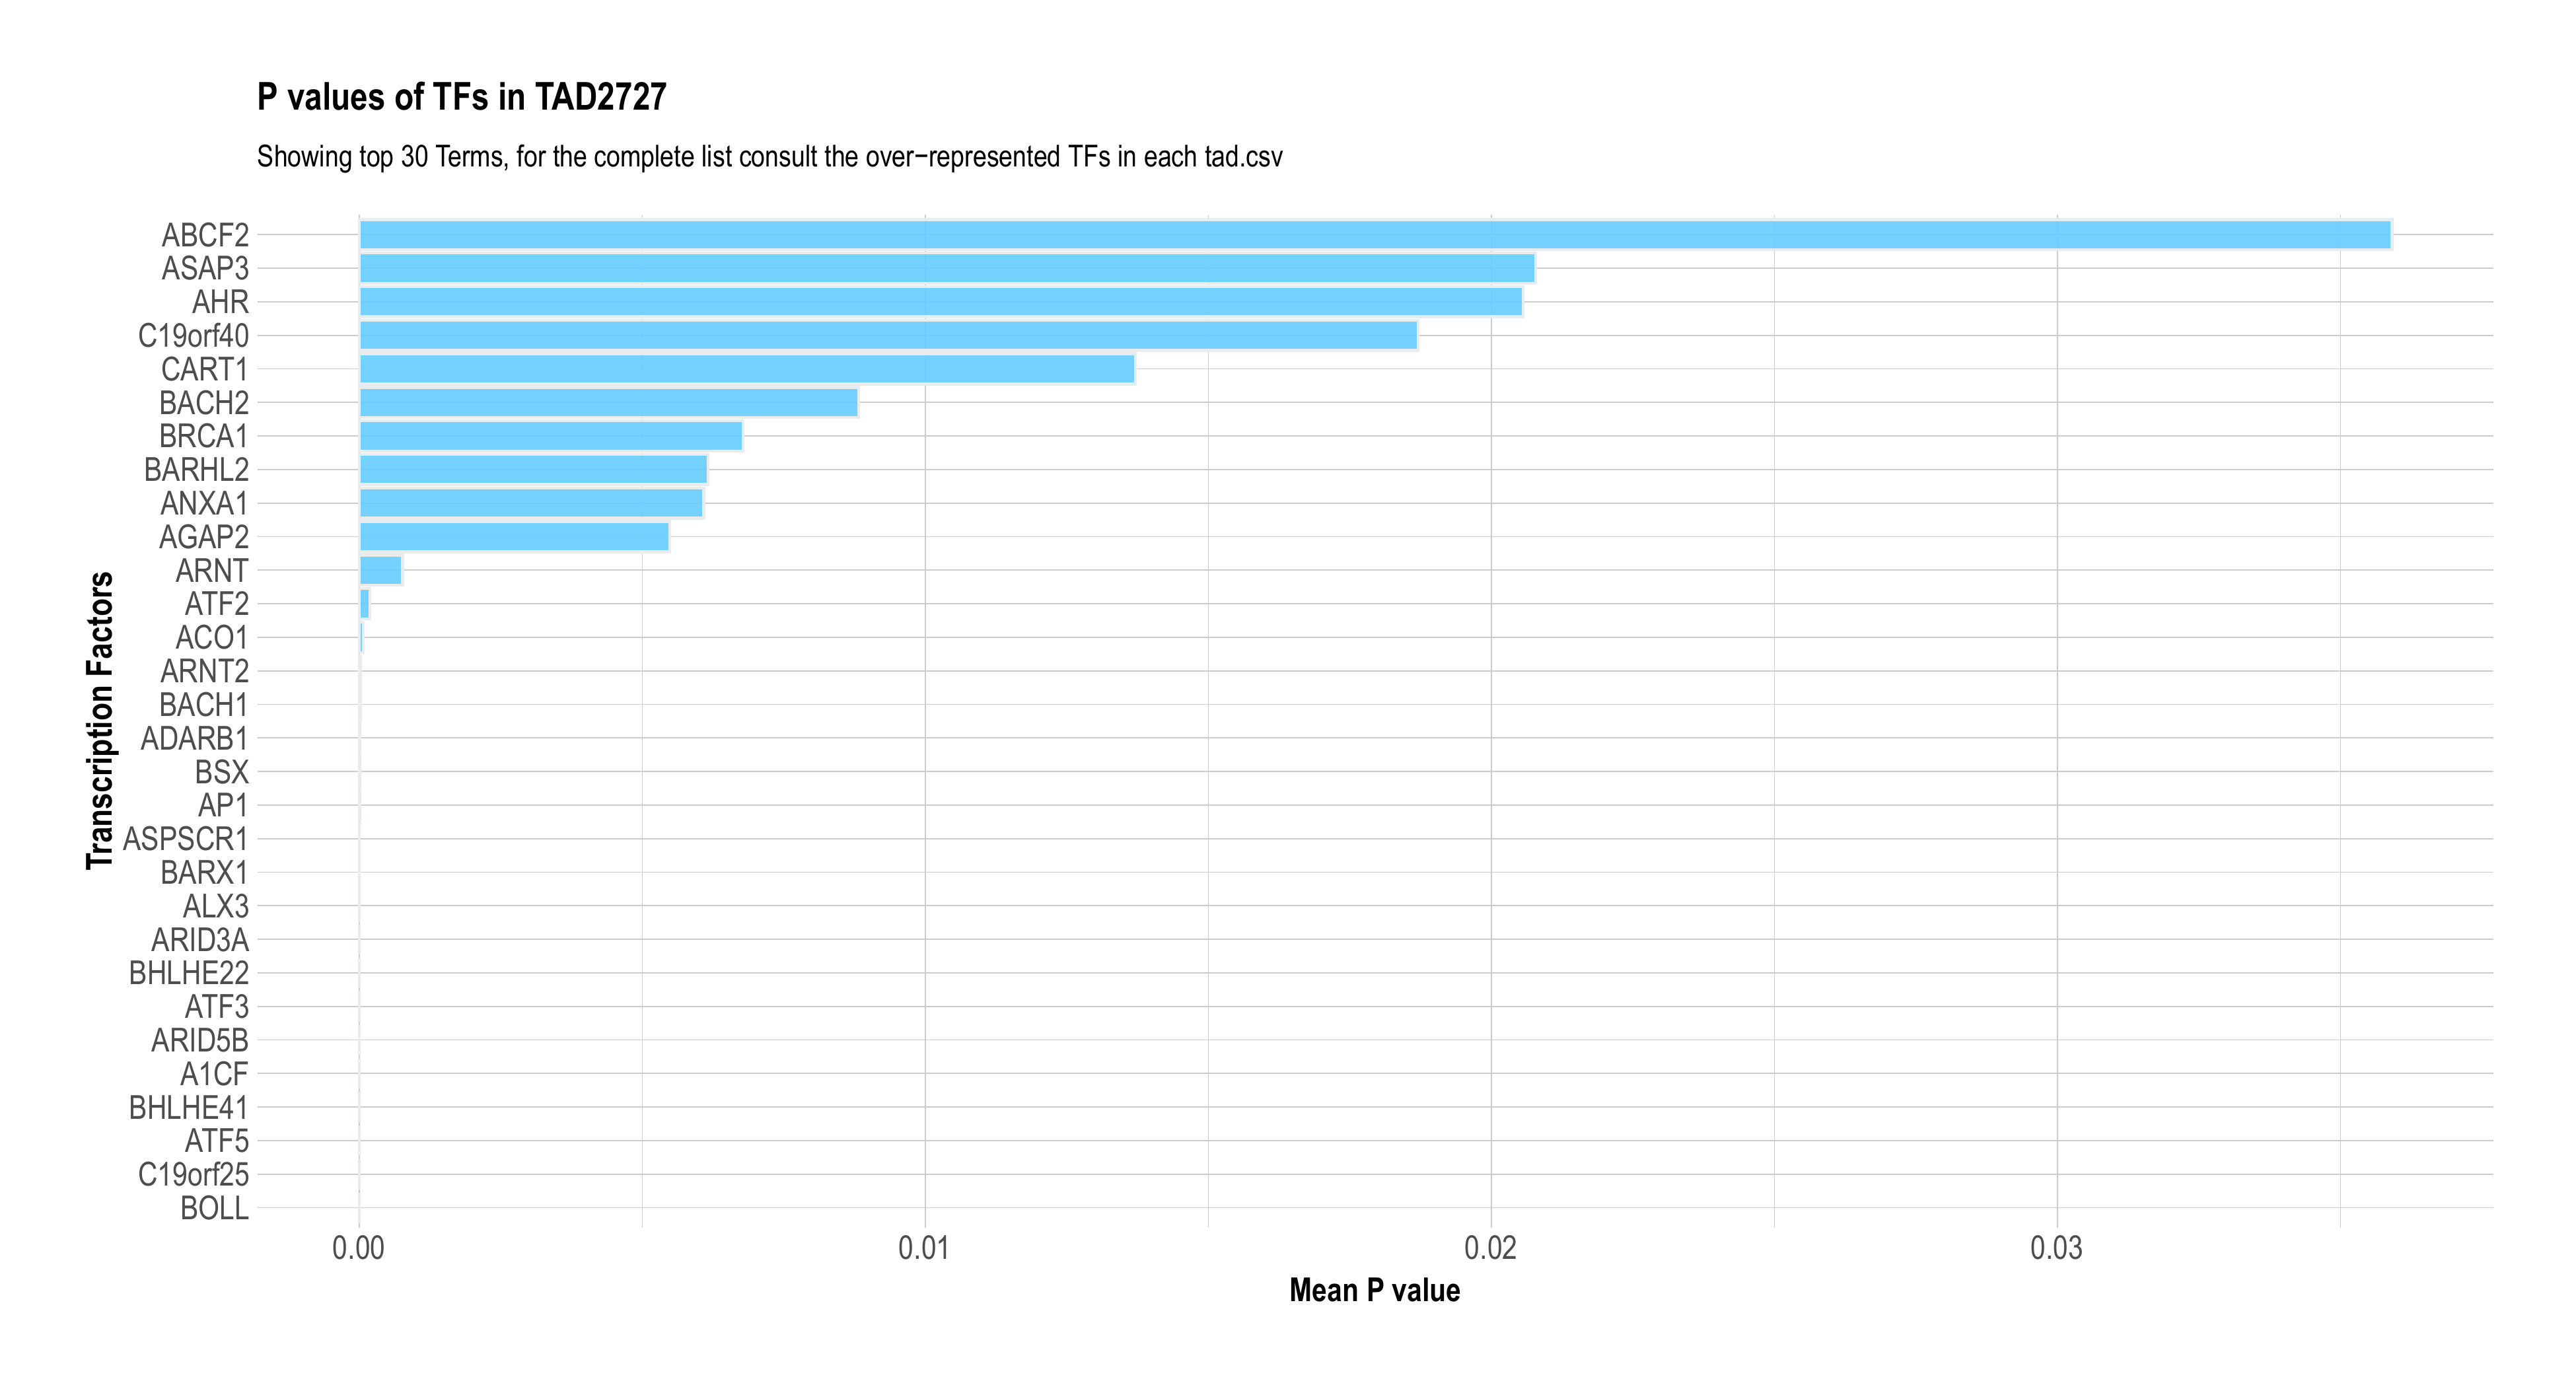 P values of TFs in TAD2727
Showing top 30 Terms, for the complete list consult the over−represented TFs in each tad.csv
Transcription Factors
ABCF2
ASAP3
AHR
C19orf40
CART1
BACH2
BRCA1
BARHL2
ANXA1
AGAP2
ARNT
ATF2
ACO1
ARNT2
BACH1
ADARB1
BSX
AP1
ASPSCR1
BARX1
ALX3
ARID3A
BHLHE22
ATF3
ARID5B
A1CF
BHLHE41
ATF5
C19orf25
BOLL
0.00 0.01 0.02 0.03
Mean P value